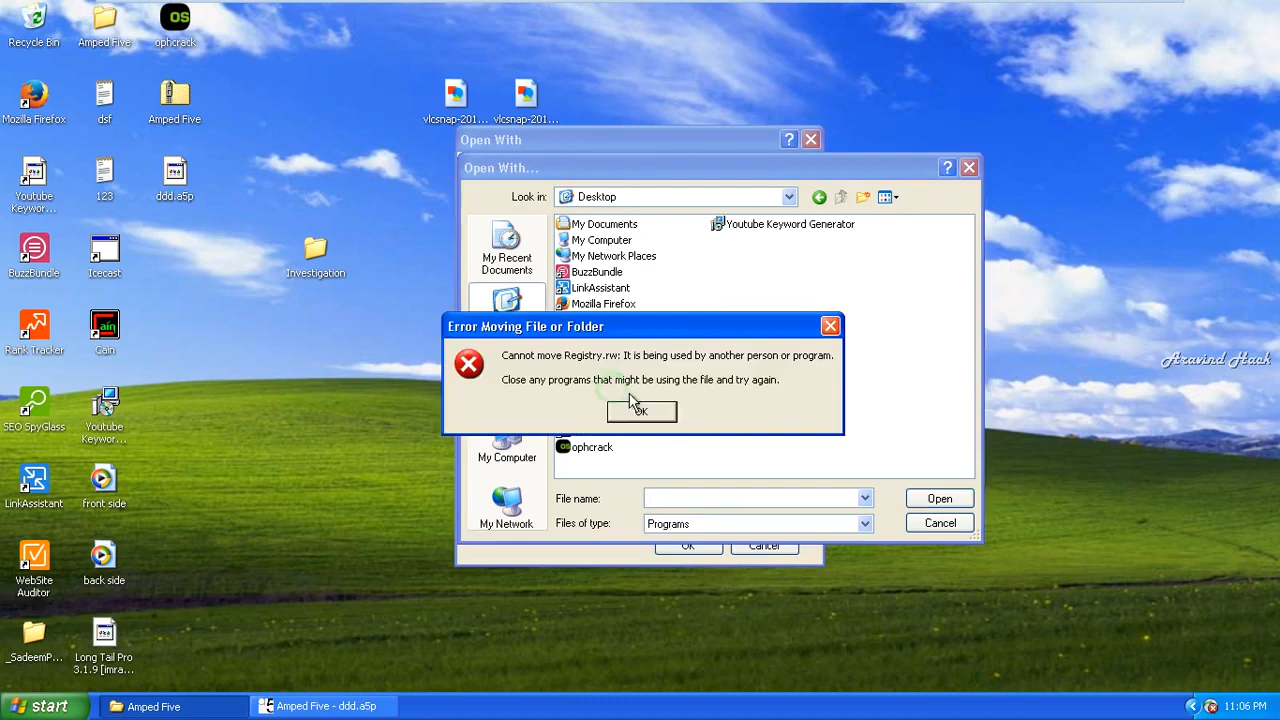 Recycle Bin
Amped Five
ophcrack
Mozilla Firefox
dsf
Amped Five
vlcsnap-201...
vlcsnap-201...
Youtube
Keywor...
123
ddd.a5p
BuzzBundle
Icecast
Investigation
Rank Tracker
Cain
SEO SpyGlass
Youtube
Keywor...
LinkAssistant
front side
WebSite
Auditor
back side
_SadeemP...
Long Tail Pro
3.1.9 [imra...
Open With
Open With...
Look in:
Desktop
My Recent
Documents
My Documents
My Computer
My Network Places
BuzzBundle
LinkAssistant
Mozilla Firefox
Youtube Keyword Generator
Error Moving File or Folder
Cannot move Registry.rw: It is being used by another person or program.
Close any programs that might be using the file and try again.
OK
ophcrack
My Computer
My Network
File name:
Open
Files of type:
Programs
Cancel
OK
Cancel
Aravind Hack
start
Amped Five
Amped Five - ddd.a5p
11:06 PM